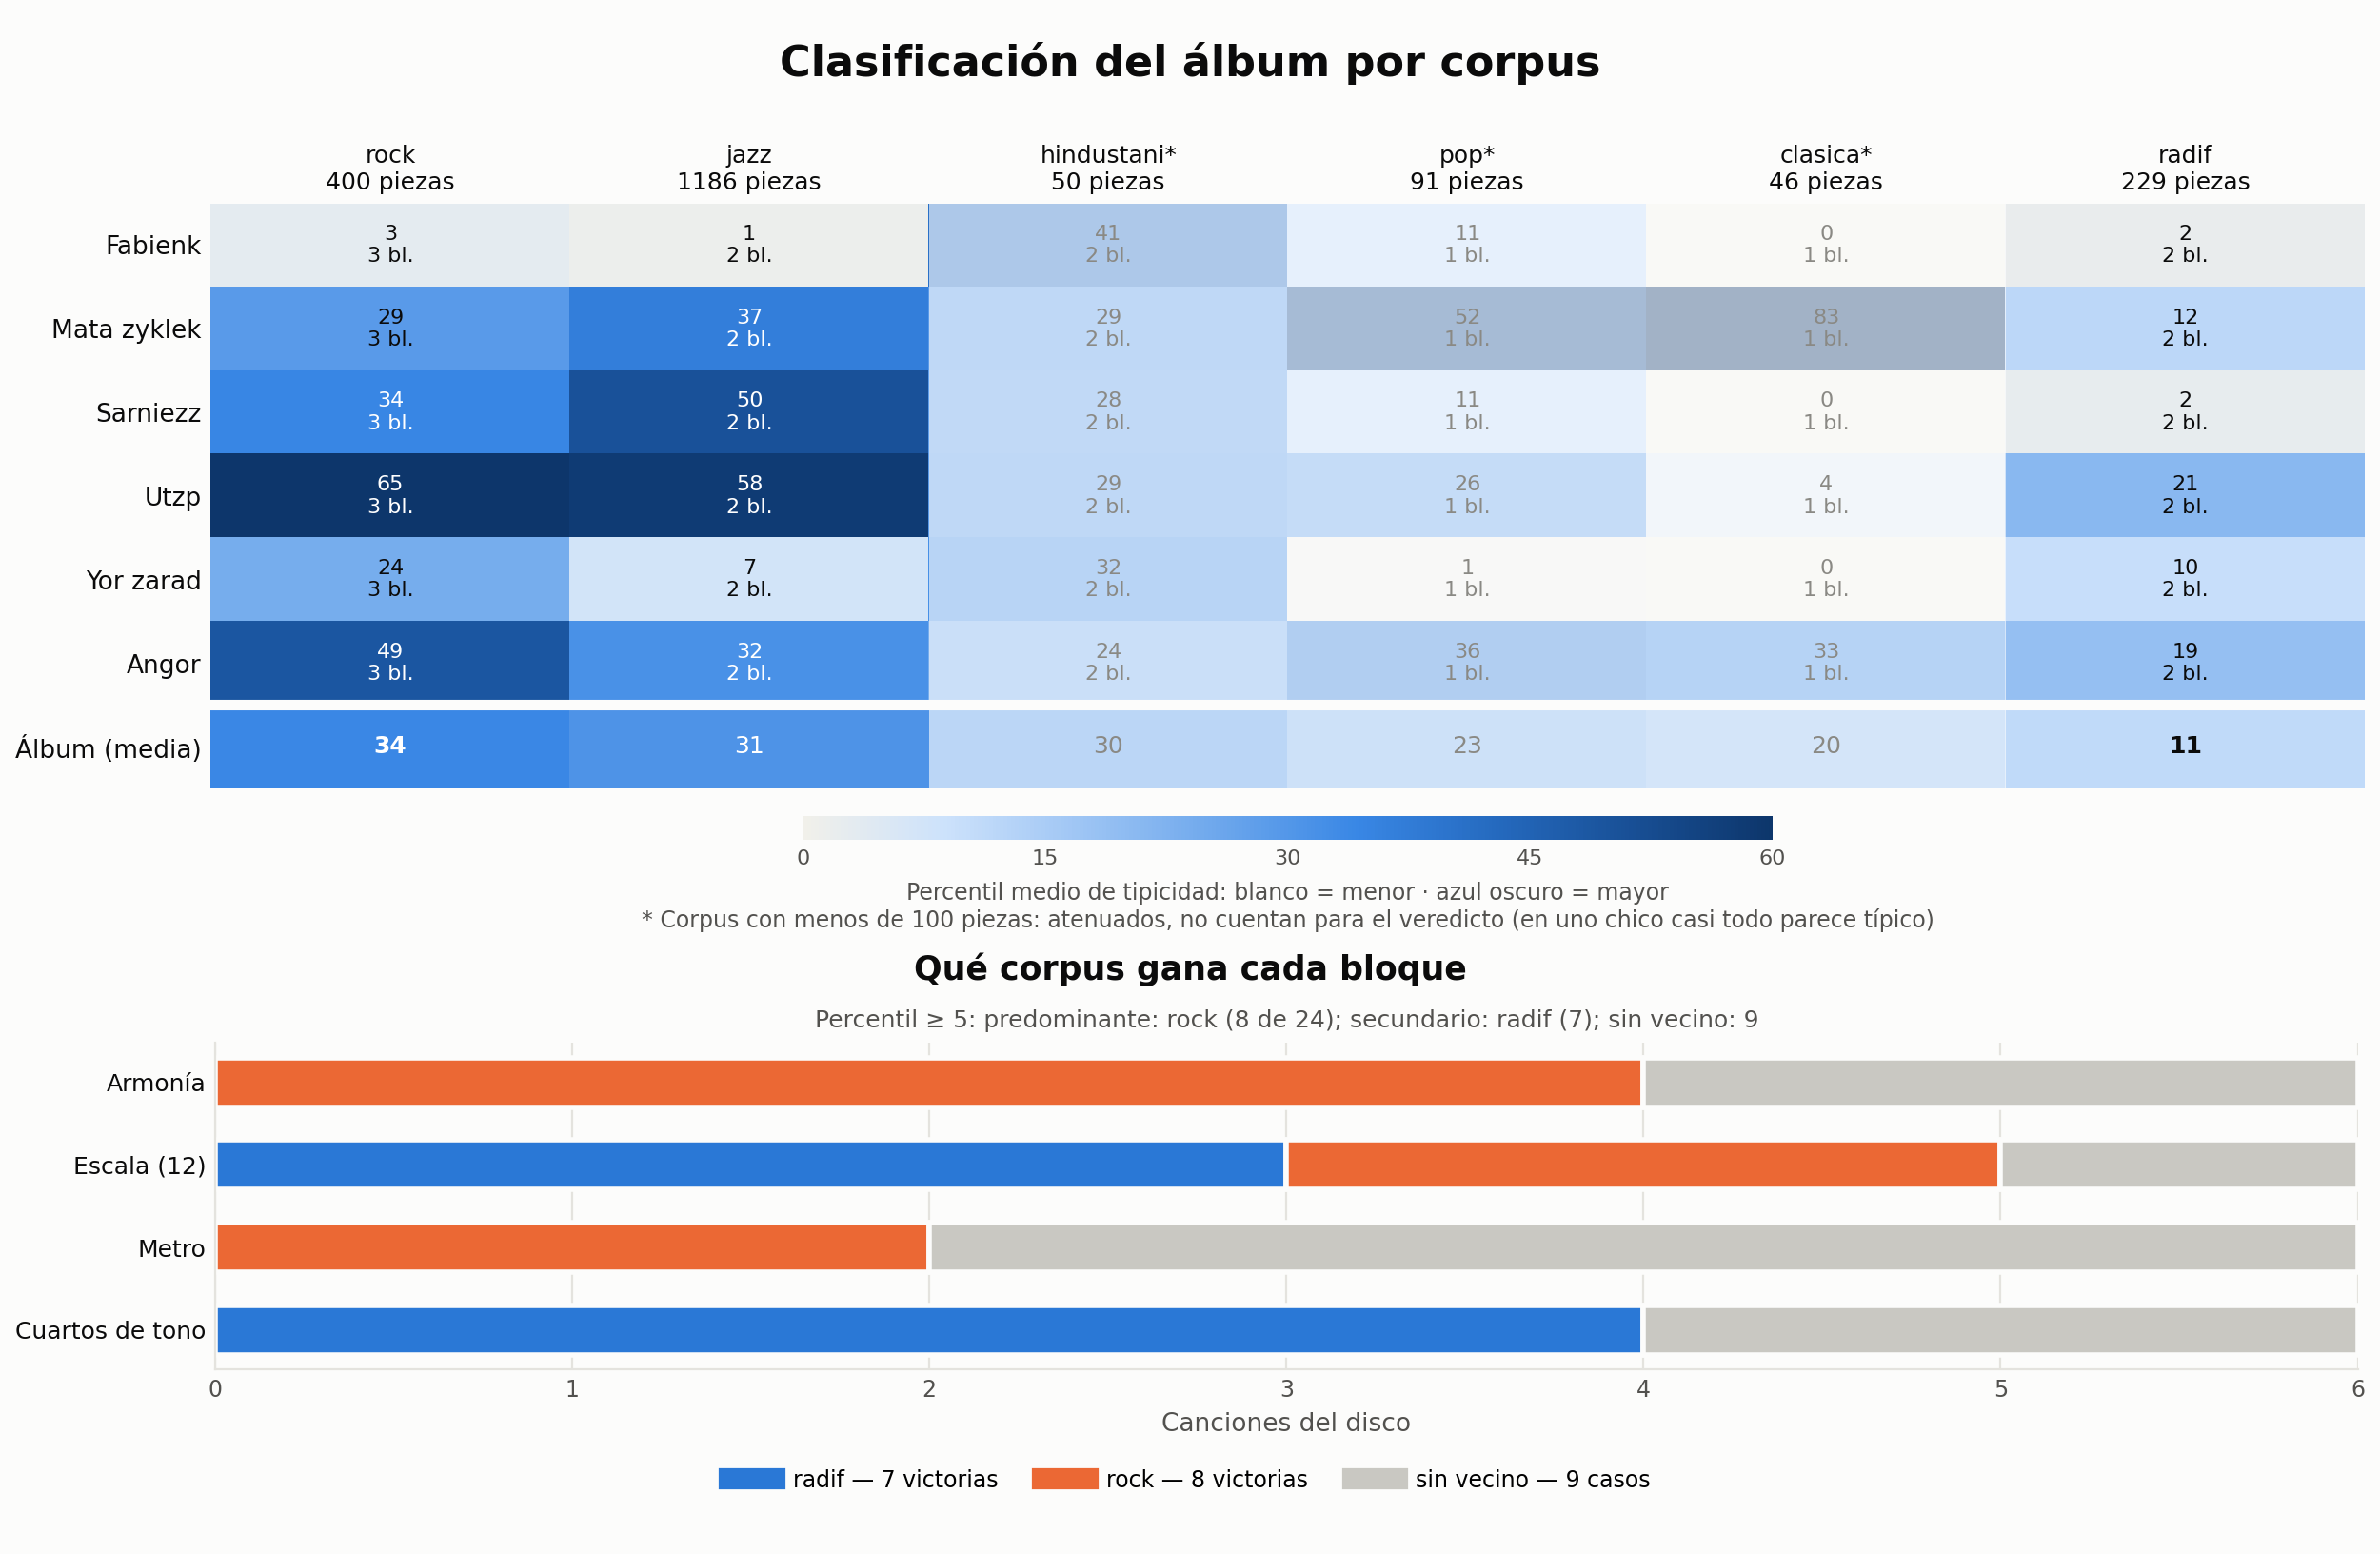 Clasificación del álbum por corpus
rock jazz hindustani* pop* clasica* radif
400 piezas 1186 piezas 50 piezas 91 piezas 46 piezas 229 piezas
Fabienk 3 1 41 11 0 2
3 bl. 2 bl. 2 bl. 1 bl. 1 bl. 2 bl.
Mata zyklek 29 37 29 52 83 12
3 bl. 2 bl. 2 bl. 1 bl. 1 bl. 2 bl.
Sarniezz 34 50 28 11 0 2
3 bl. 2 bl. 2 bl. 1 bl. 1 bl. 2 bl.
Utzp 65 58 29 26 4 21
3 bl. 2 bl. 2 bl. 1 bl. 1 bl. 2 bl.
Yor zarad 24 7 32 1 0 10
3 bl. 2 bl. 2 bl. 1 bl. 1 bl. 2 bl.
Angor 49 32 24 36 33 19
3 bl. 2 bl. 2 bl. 1 bl. 1 bl. 2 bl.
Álbum (media) 34 31 30 23 20 11
0 15 30 45 60
Percentil medio de tipicidad: blanco = menor · azul oscuro = mayor
* Corpus con menos de 100 piezas: atenuados, no cuentan para el veredicto (en uno chico casi todo parece típico)
Qué corpus gana cada bloque
Percentil ≥ 5: predominante: rock (8 de 24); secundario: radif (7); sin vecino: 9
Armonía
Escala (12)
Metro
Cuartos de tono
0 1 2 3 4 5 6
Canciones del disco
radif — 7 victorias rock — 8 victorias sin vecino — 9 casos